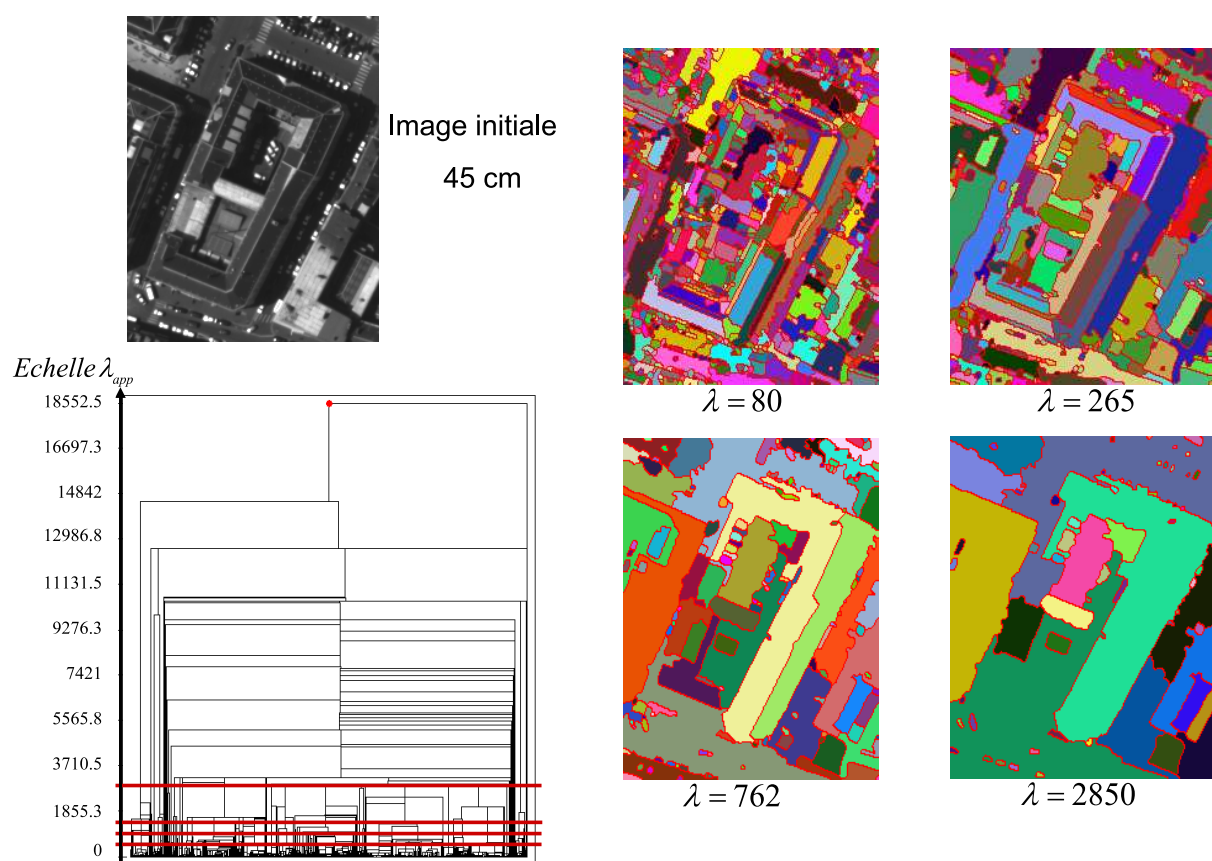 Image initiale
45 cm
Echelle λapp
18552.5
16697.3
14842
12986.8
11131.5
9276.3
7421
5565.8
3710.5
1855.3
0
λ = 80
λ = 265
λ = 762
λ = 2850